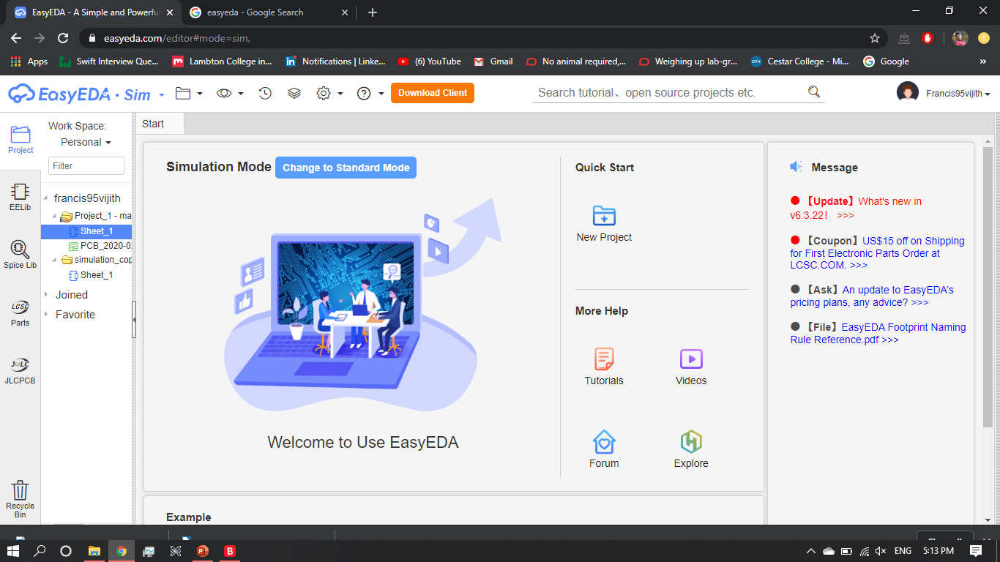 EasyEDA - A Simple and Powerful
easyeda - Google Search
easyeda.com/editor#mode=sim,
Apps
Swift Interview Que...
Lambton College in...
Notifications | Linke...
(6) YouTube
Gmail
No animal required,...
Weighing up lab-gr...
Cestar College - Mi...
Google
»
EasyEDA · Sim
Download Client
Search tutorial、open source projects etc.
Francis95vijith
Project
EELib
Spice Lib
LCSC
Parts
J@LC
JLCPCB
Recycle
Bin
Work Space:
Personal
Filter
francis95vijith
Project_1 - ma
Sheet_1
PCB_2020-0
simulation_cop
Sheet_1
Joined
Favorite
Start
Simulation Mode
Change to Standard Mode
Welcome to Use EasyEDA
Quick Start
New Project
More Help
Tutorials
Videos
Forum
Explore
Message
【Update】What's new in
v6.3.22！ >>>
【Coupon】US$15 off on Shipping
for First Electronic Parts Order at
LCSC.COM. >>>
【Ask】An update to EasyEDA's
pricing plans, any advice? >>>
【File】EasyEDA Footprint Naming
Rule Reference.pdf >>>
Example
ENG
5:13 PM